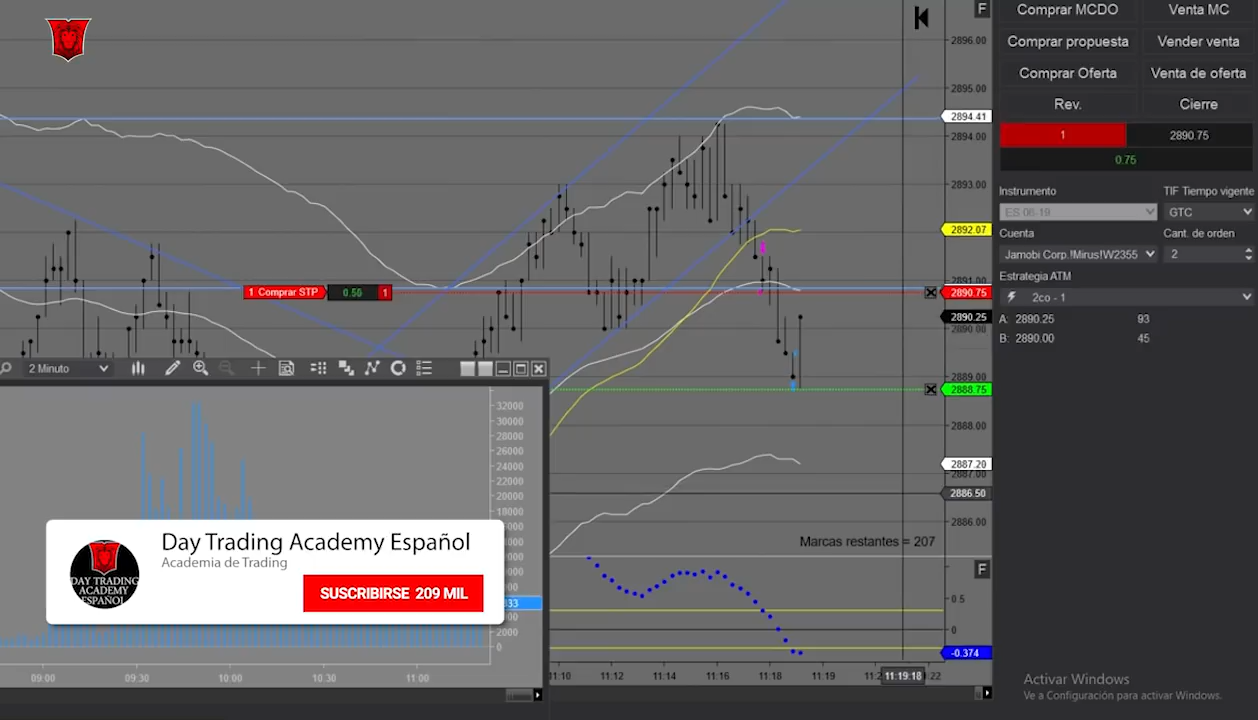 F
Comprar MCDO
Venta MC
2896.00
Comprar propuesta
Vender venta
Comprar Oferta
Venta de oferta
2895.00
Rev.
Cierre
2894.41
2894.00
1
2890.75
0.75
2893.00
Instrumento
TIF Tiempo vigente
ES 06-19
GTC
2892.07
Cuenta
Cant. de orden
Jamobi Corp.!Mirus!W2355
2
Estrategia ATM
1 Comprar STP
0.50
1
2890.75
2co - 1
2890.25
A: 2890.25
93
B: 2890.00
45
2 Minuto
2889.00
2888.75
32000
30000
28000
26000
24000
22000
20000
18000
2888.00
2887.20
2887.00
2886.50
2886.00
Marcas restantes = 207
Day Trading Academy Español
Academia de Trading
SUSCRIBIRSE 209 MIL
DAY TRADING
ACADEMY
ESPAÑOL
F
0.5
0
-0.374
2000
0
09:00
09:30
10:00
10:30
11:00
11:10
11:12
11:14
11:16
11:18
11:19
11:19:18
Activar Windows
Ve a Configuración para activar Windows.